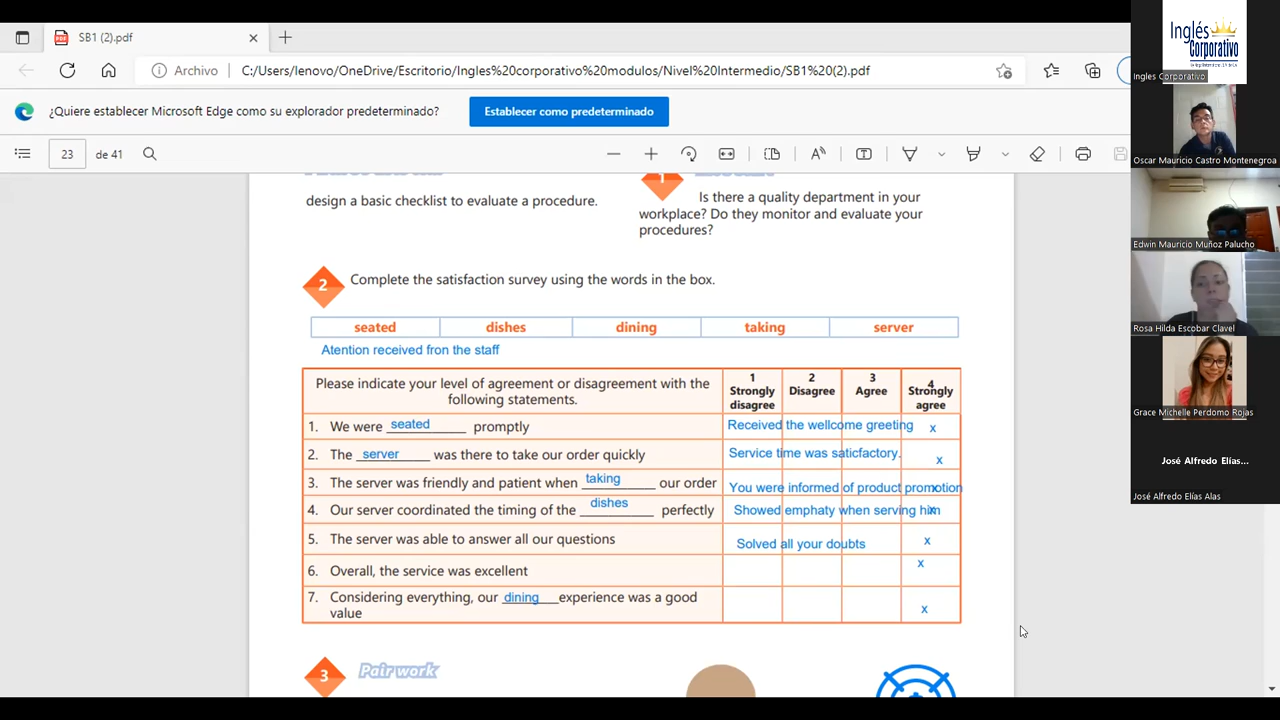 SB1 (2).pdf
Archivo
C:/Users/lenovo/OneDrive/Escritorio/Ingles%20Corporativo%20modulos/Nivel%20Intermedio/SB1%20(2).pdf
¿Quiere establecer Microsoft Edge como su explorador predeterminado?
Establecer como predeterminado
23 de 41
design a basic checklist to evaluate a procedure.
1
Is there a quality department in your
workplace? Do they monitor and evaluate your
procedures?
2 Complete the satisfaction survey using the words in the box.
seated dishes dining taking server
Atention received fron the staff
Please indicate your level of agreement or disagreement with the
following statements.
1 Strongly disagree
2 Disagree
3 Agree
4 Strongly agree
1. We were seated promptly Received the wellcome greeting x
2. The server was there to take our order quickly Service time was saticfactory. x
3. The server was friendly and patient when taking our order You were informed of product promotion x
4. Our server coordinated the timing of the dishes perfectly Showed emphaty when serving him x
5. The server was able to answer all our questions Solved all your doubts x
6. Overall, the service was excellent x
7. Considering everything, our dining experience was a good
value x
3 Pair work
Inglés
Corporativo
Ingles Corporativo
Oscar Mauricio Castro Montenegroa
Edwin Mauricio Muñoz Palucho
Rosa Hilda Escobar Clavel
Grace Michelle Perdomo Rojas
José Alfredo Elías...
José Alfredo Elías Alas